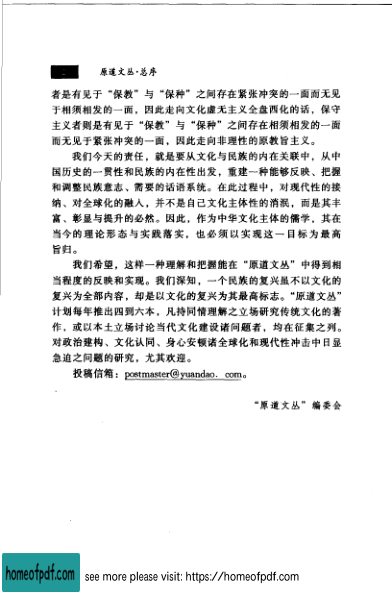 原道文丛·总序
者是有见于“保教”与“保种”之间存在紧张冲突的一面而无见
于相须相发的一面，因此走向文化虚无主义全盘西化的话，保守
主义者则是有见于“保教”与“保种”之间存在相须相发的一面
而无见于紧张冲突的一面，因此走向非理性的原教旨主义。
我们今天的责任，就是要从文化与民族的内在关联中，从中
国历史的一贯性和民族的内在性出发，重建一种能够反映、把握
和调整民族意志、需要的话语系统。在此过程中，对现代性的接
纳、对全球化的融入，并不是自己文化主体性的消泯，而是其丰
富、彰显与提升的必然。因此，作为中华文化主体的儒学，其在
当今的理论形态与实践落实，也必须以实现这一目标为最高
旨归。
我们希望，这样一种理解和把握能在“原道文丛”中得到相
当程度的反映和实现。我们深知，一个民族的复兴虽不以文化的
复兴为全部内容，却是以文化的复兴为其最高标志。“原道文丛”
计划每年推出四到六本，凡持同情理解之立场研究传统文化的著
作，或以本土立场讨论当代文化建设诸问题者，均在征集之列。
对政治建构、文化认同、身心安顿诸全球化和现代性冲击中日显
急迫之问题的研究，尤其欢迎。
投稿信箱：postmaster@yuandao. com。
“原道文丛”编委会
homeofpdf.com see more please visit: https://homeofpdf.com